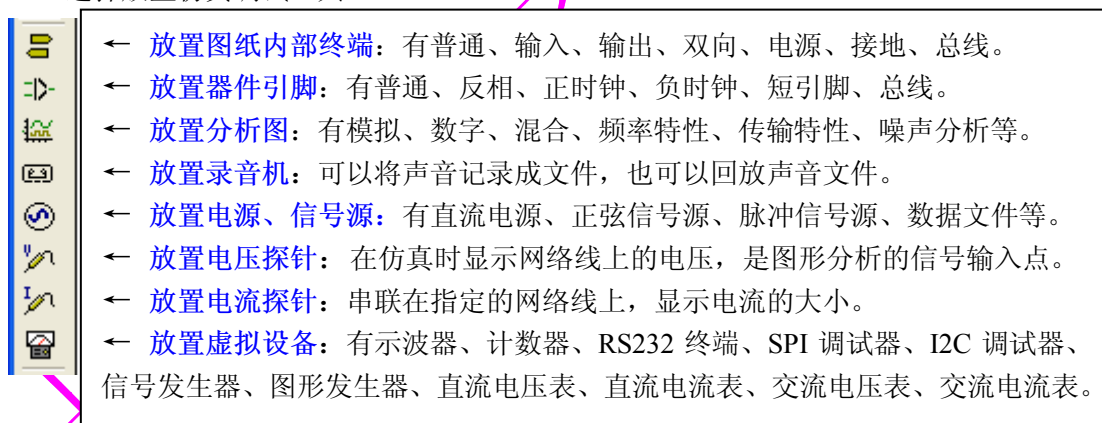 ← 放置图纸内部终端：有普通、输入、输出、双向、电源、接地、总线。
← 放置器件引脚：有普通、反相、正时钟、负时钟、短引脚、总线。
← 放置分析图：有模拟、数字、混合、频率特性、传输特性、噪声分析等。
← 放置录音机：可以将声音记录成文件，也可以回放声音文件。
← 放置电源、信号源：有直流电源、正弦信号源、脉冲信号源、数据文件等。
← 放置电压探针： 在仿真时显示网络线上的电压，是图形分析的信号输入点。
← 放置电流探针：串联在指定的网络线上，显示电流的大小。
← 放置虚拟设备：有示波器、计数器、RS232 终端、SPI 调试器、I2C 调试器、
信号发生器、图形发生器、直流电压表、直流电流表、交流电压表、交流电流表。